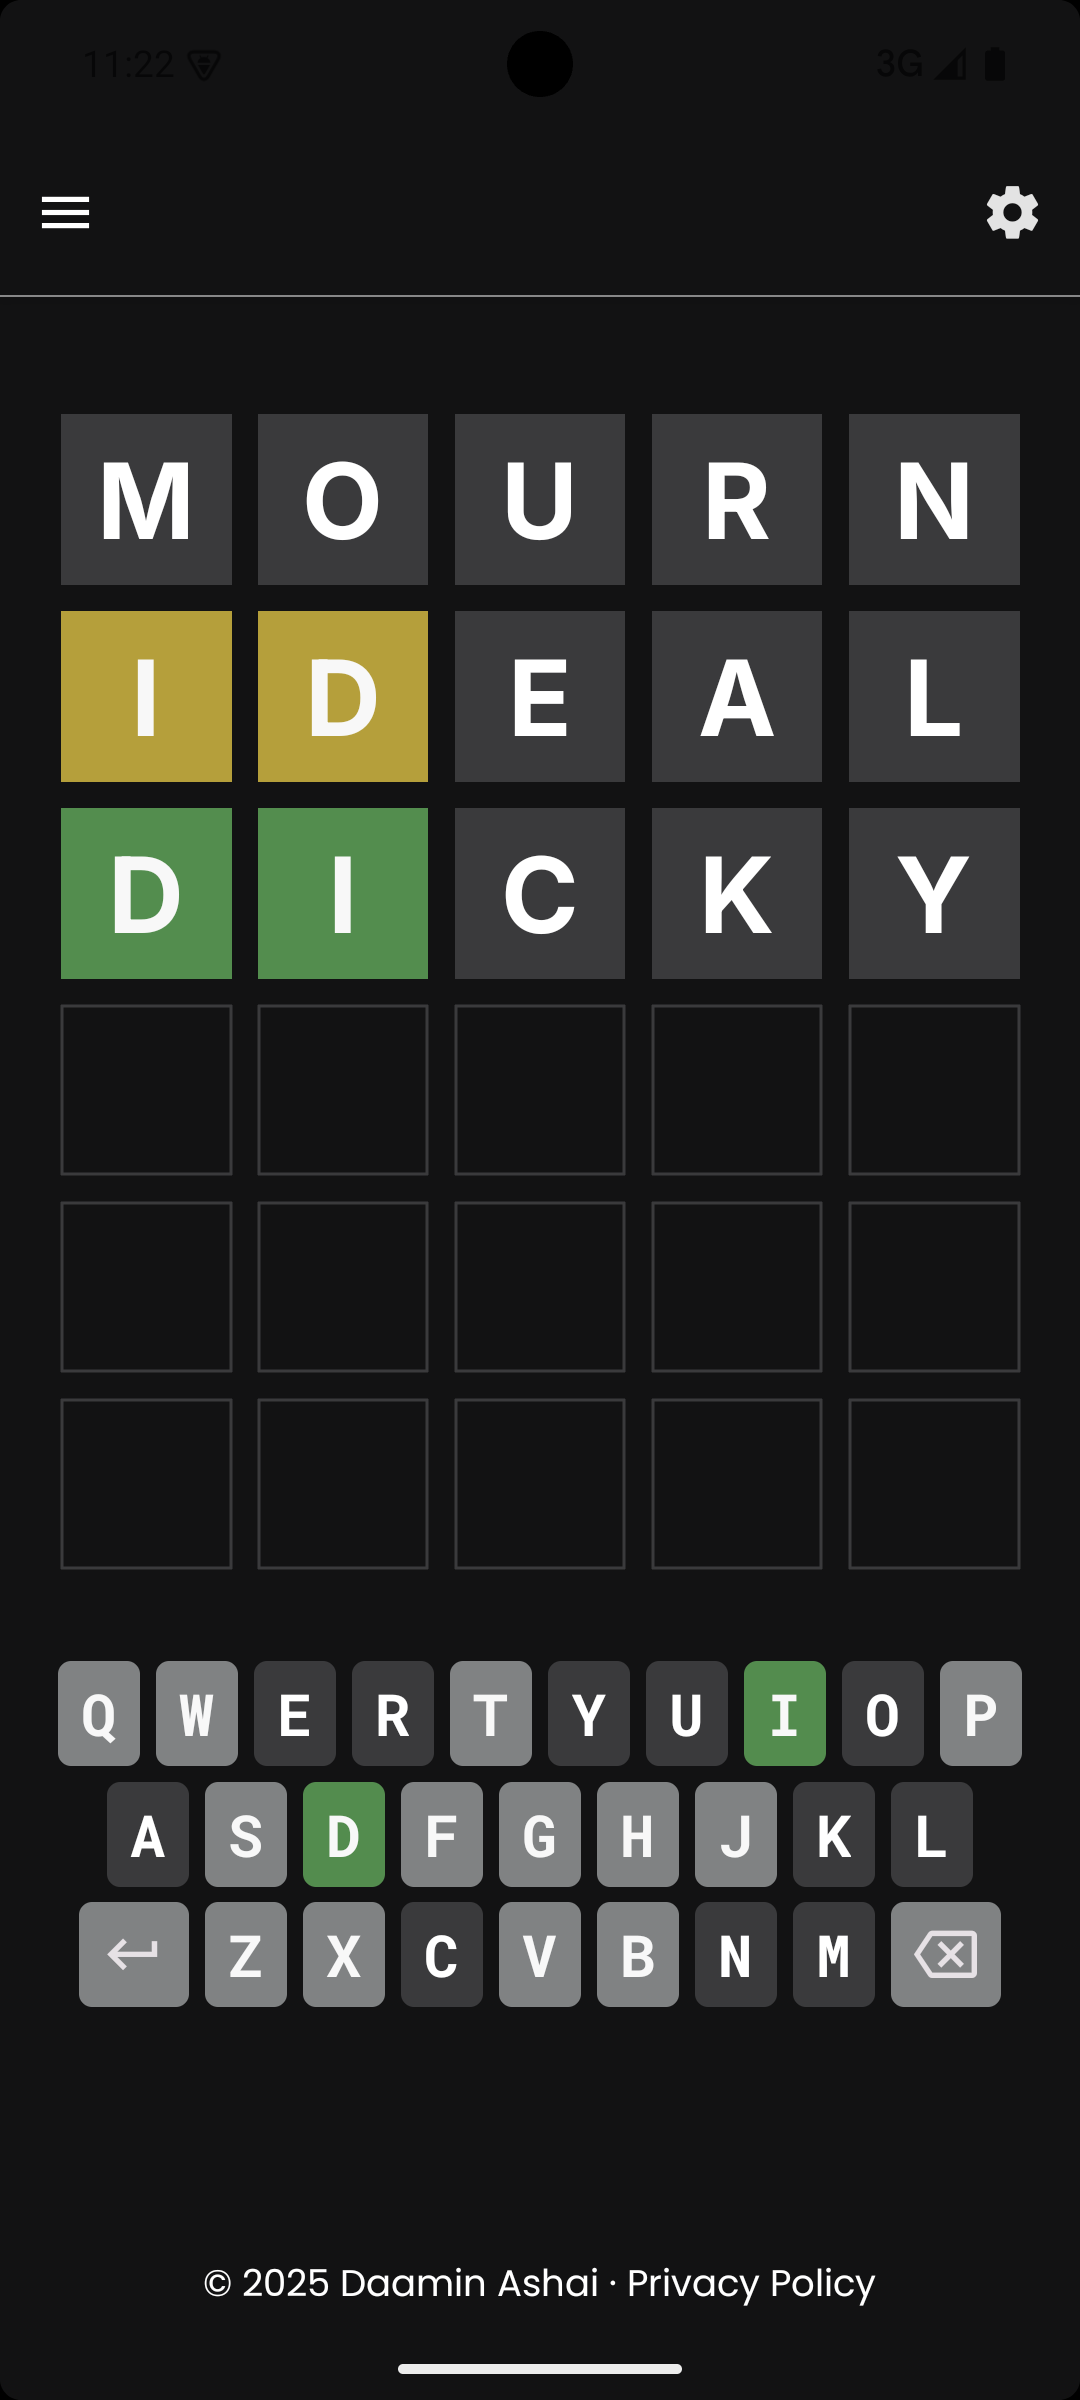 11:22 3G
M O U R N
I D E A L
D I C K Y
Q W E R T Y U I O P
A S D F G H J K L
Z X C V B N M
© 2025 Daamin Ashai · Privacy Policy